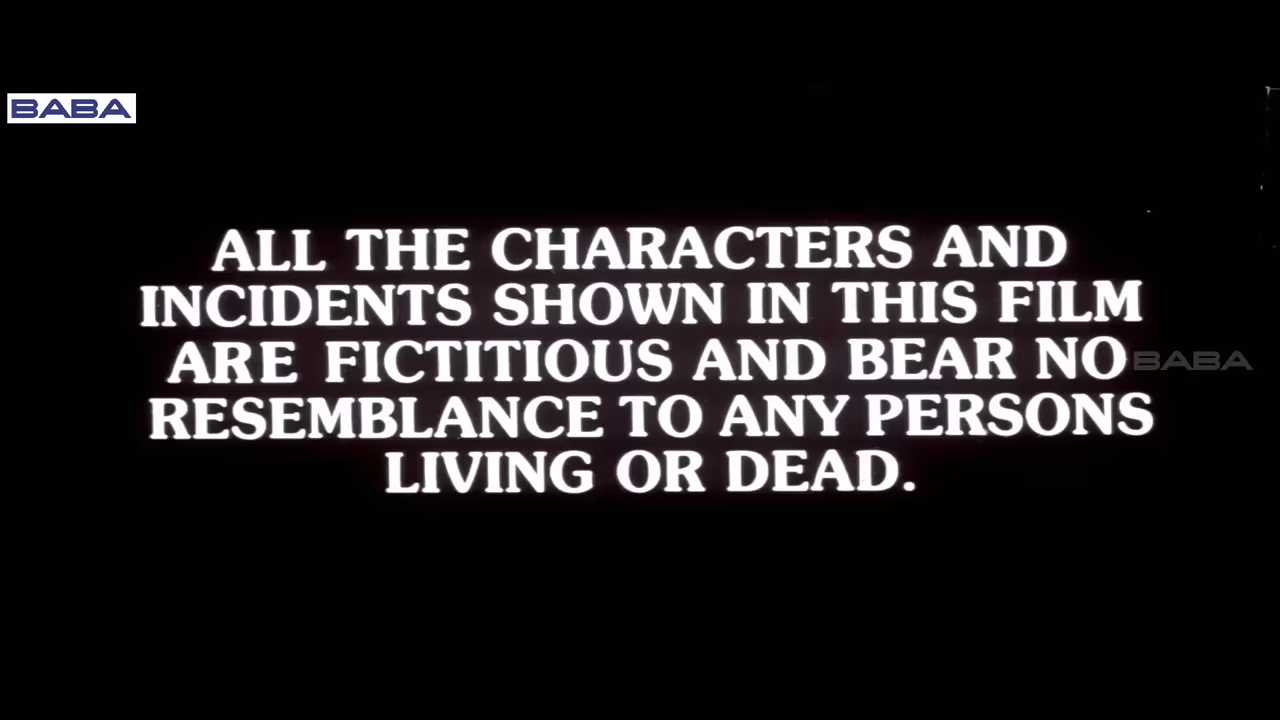 BABA
ALL THE CHARACTERS AND
INCIDENTS SHOWN IN THIS FILM
ARE FICTITIOUS AND BEAR NO
BABA
RESEMBLANCE TO ANY PERSONS
LIVING OR DEAD.